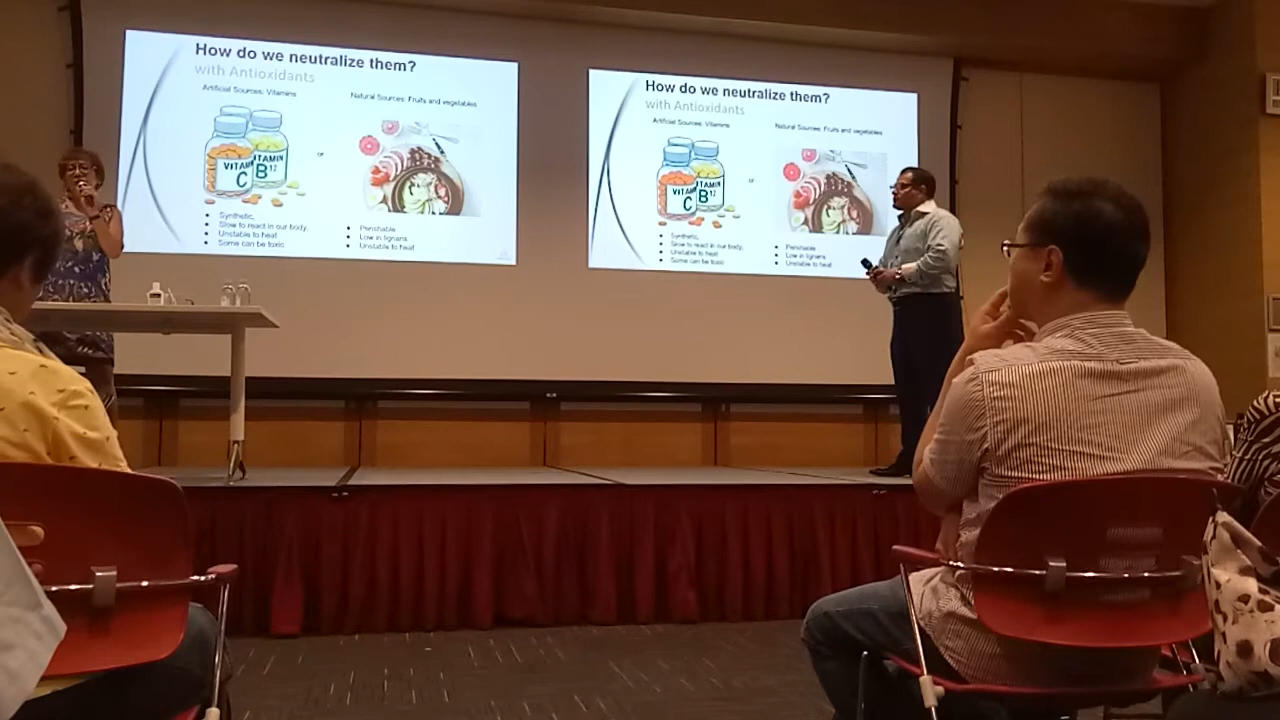 How do we neutralize them?
with Antioxidants
Artificial Sources: Vitamins
Natural Sources: Fruits and vegetables
VITAM
C
VITAMIN
B12
or
Synthetic,
Slow to react in our body,
Unstable to heat
Some can be toxic
Perishable
Low in lignans
Unstable to heat
How do we neutralize them?
with Antioxidants
Artificial Sources: Vitamins
Natural Sources: Fruits and vegetables
VITAM
C
VITAMIN
B12
or
Synthetic,
Slow to react in our body,
Unstable to heat
Some can be toxic
Perishable
Low in lignans
Unstable to heat